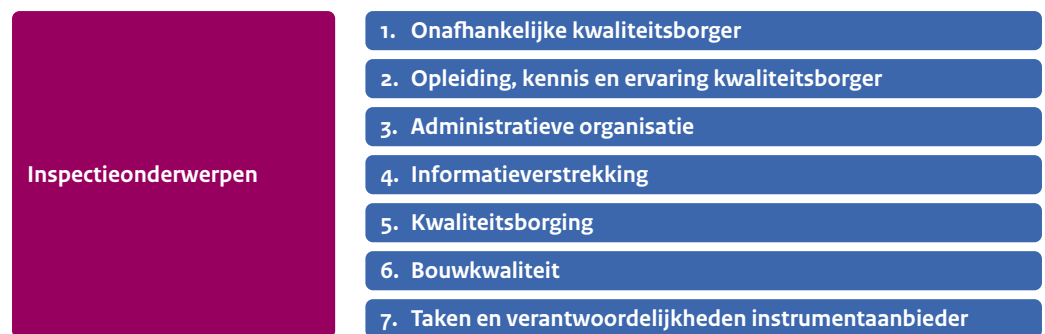 Inspectieonderwerpen
1. Onafhankelijke kwaliteitsborger
2. Opleiding, kennis en ervaring kwaliteitsborger
3. Administratieve organisatie
4. Informatieverstrekking
5. Kwaliteitsborging
6. Bouwkwaliteit
7. Taken en verantwoordelijkheden instrumentaanbieder